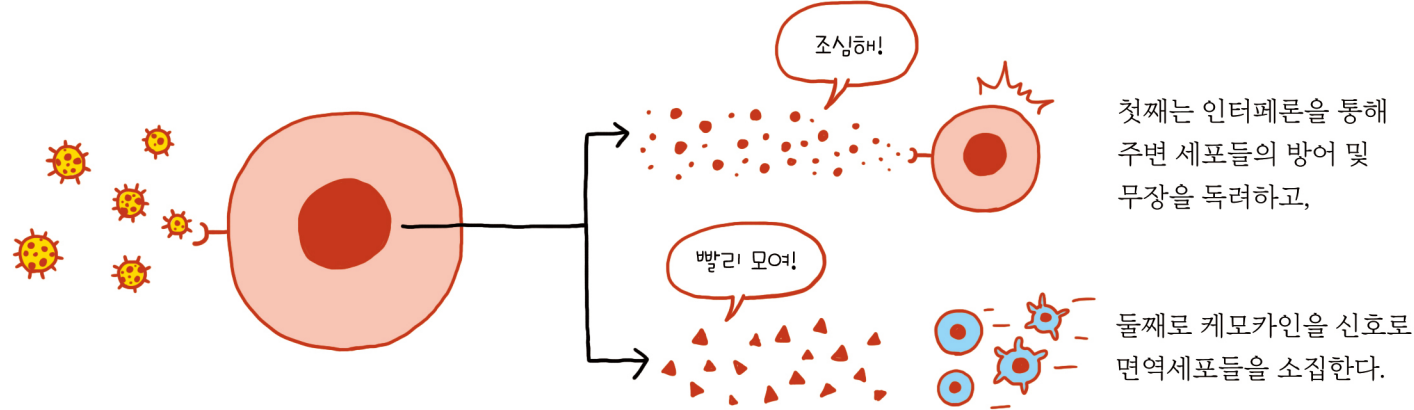 조심해!
첫째는 인터페론을 통해
주변 세포들의 방어 및
무장을 독려하고,
빨리 모여!
둘째로 케모카인을 신호로
면역세포들을 소집한다.